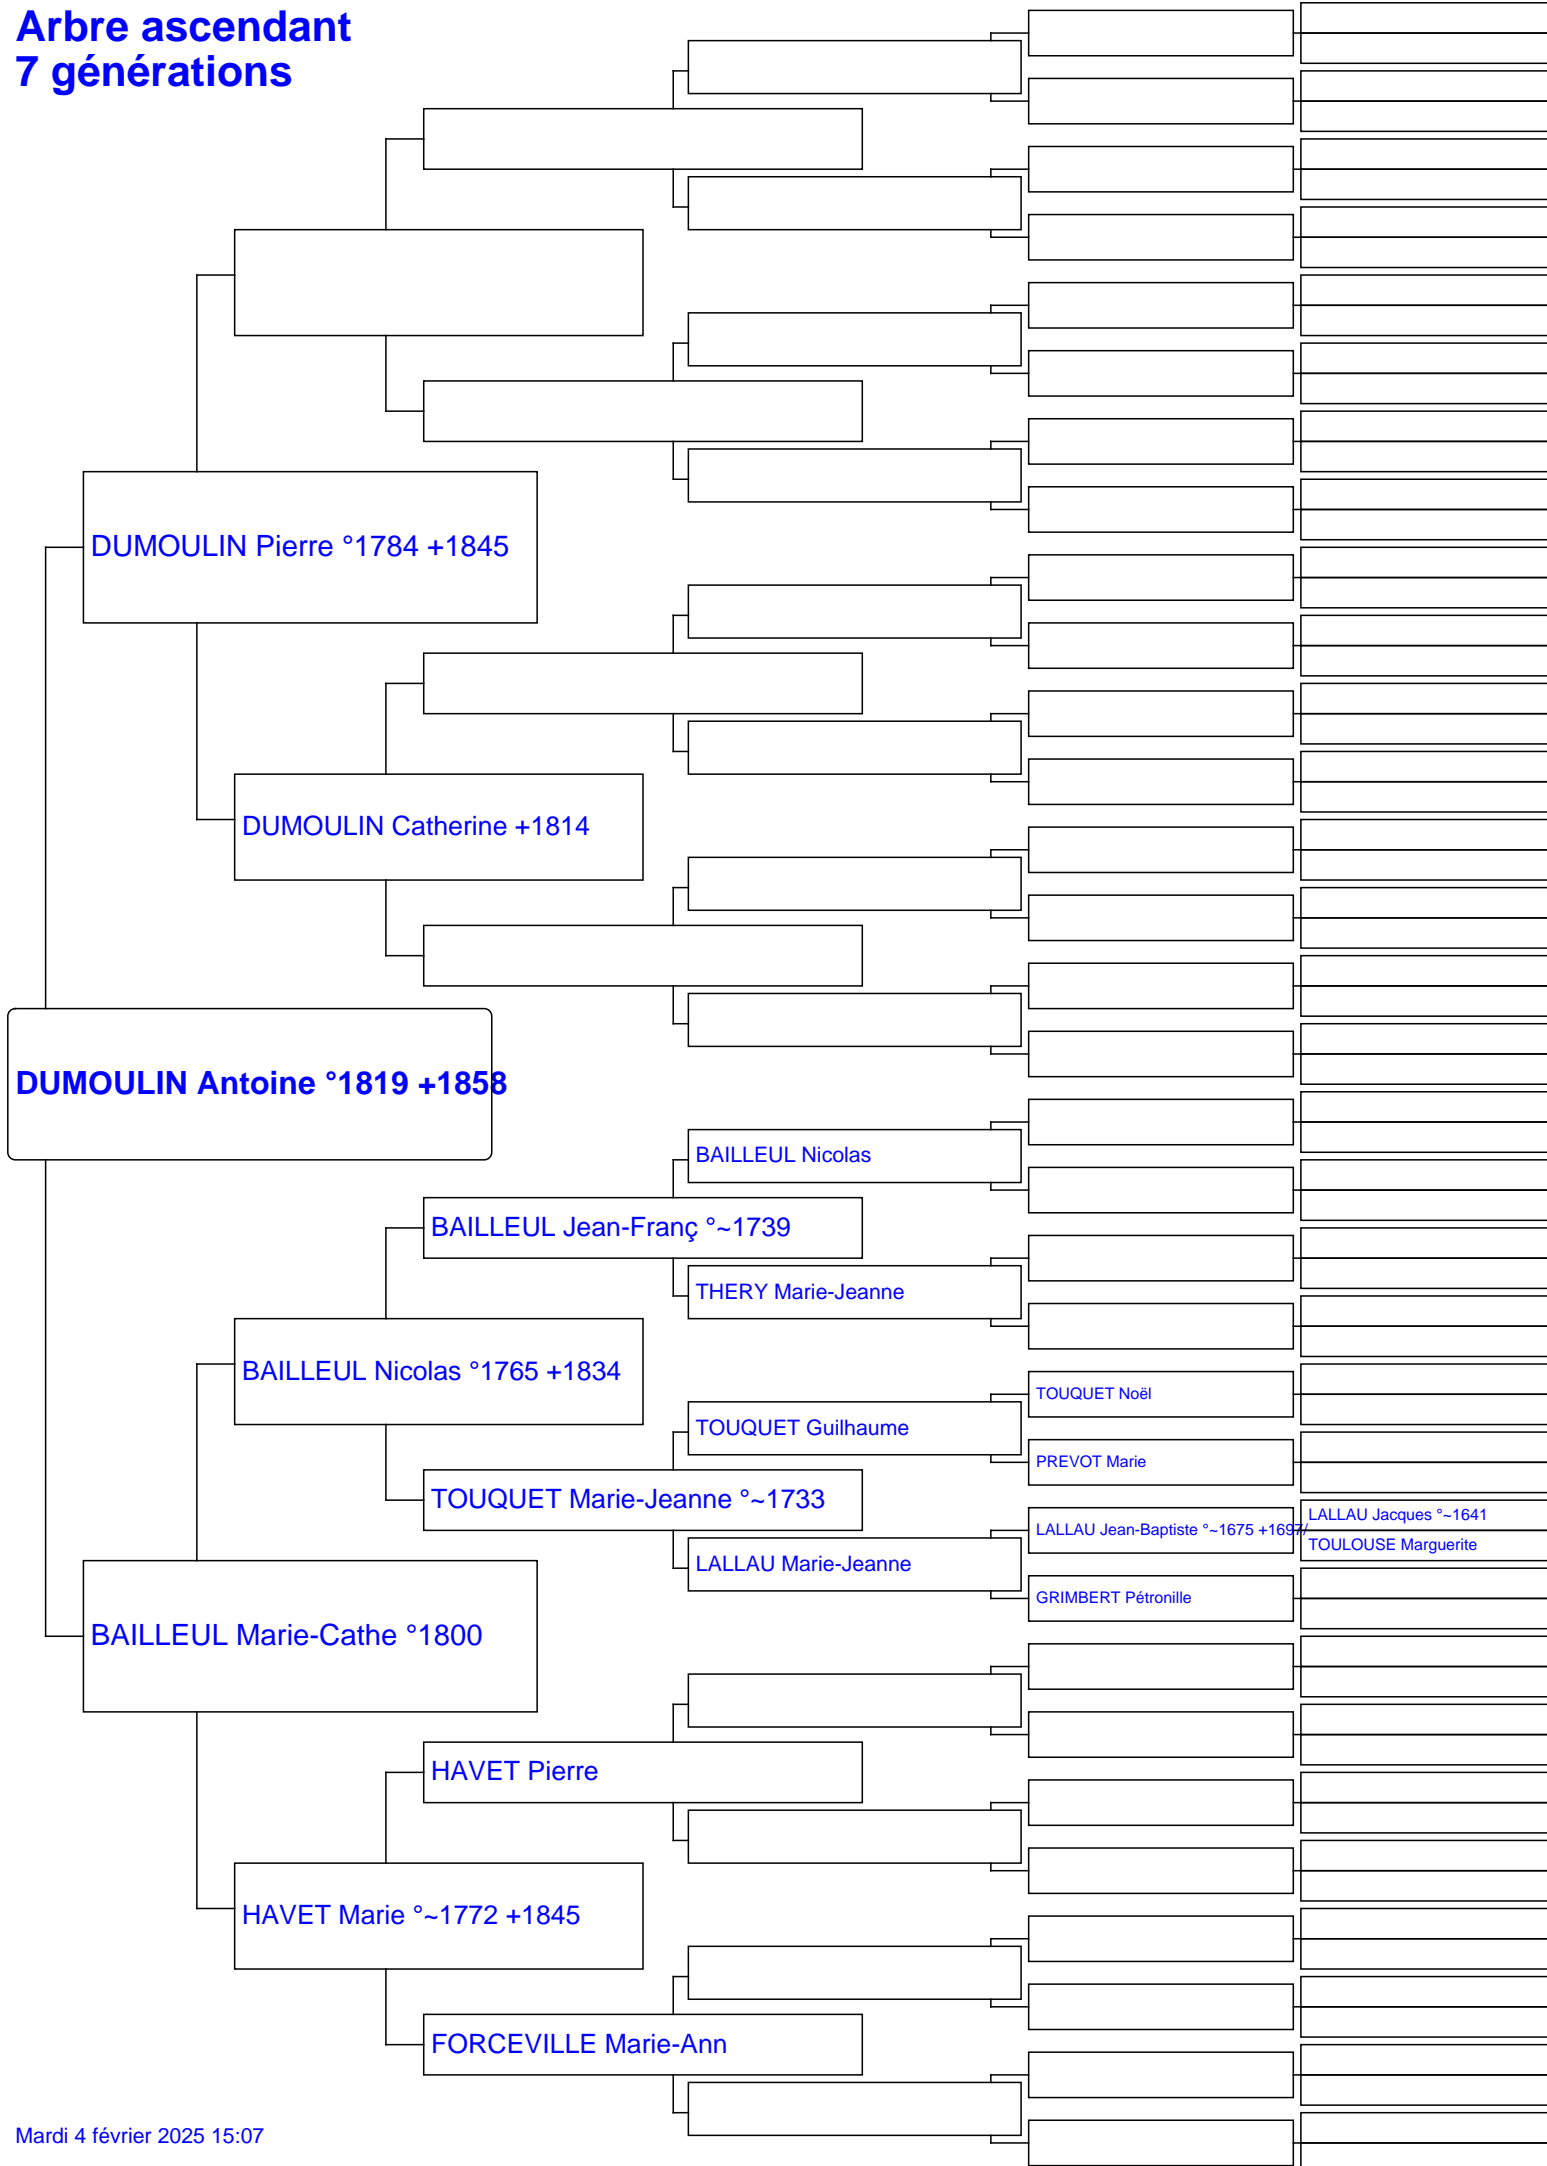 Arbre ascendant
7 générations
DUMOULIN Pierre °1784 +1845
DUMOULIN Catherine +1814
DUMOULIN Antoine °1819 +1858
BAILLEUL Nicolas
BAILLEUL Jean-Franç °~1739
THERY Marie-Jeanne
BAILLEUL Nicolas °1765 +1834
TOUQUET Noël
TOUQUET Guilhaume
PREVOT Marie
TOUQUET Marie-Jeanne °~1733
LALLAU Jacques °~1641
LALLAU Jean-Baptiste °~1675 +1697/
TOULOUSE Marguerite
LALLAU Marie-Jeanne
GRIMBERT Pétronille
BAILLEUL Marie-Cathe °1800
HAVET Pierre
HAVET Marie °~1772 +1845
FORCEVILLE Marie-Ann
Mardi 4 février 2025 15:07